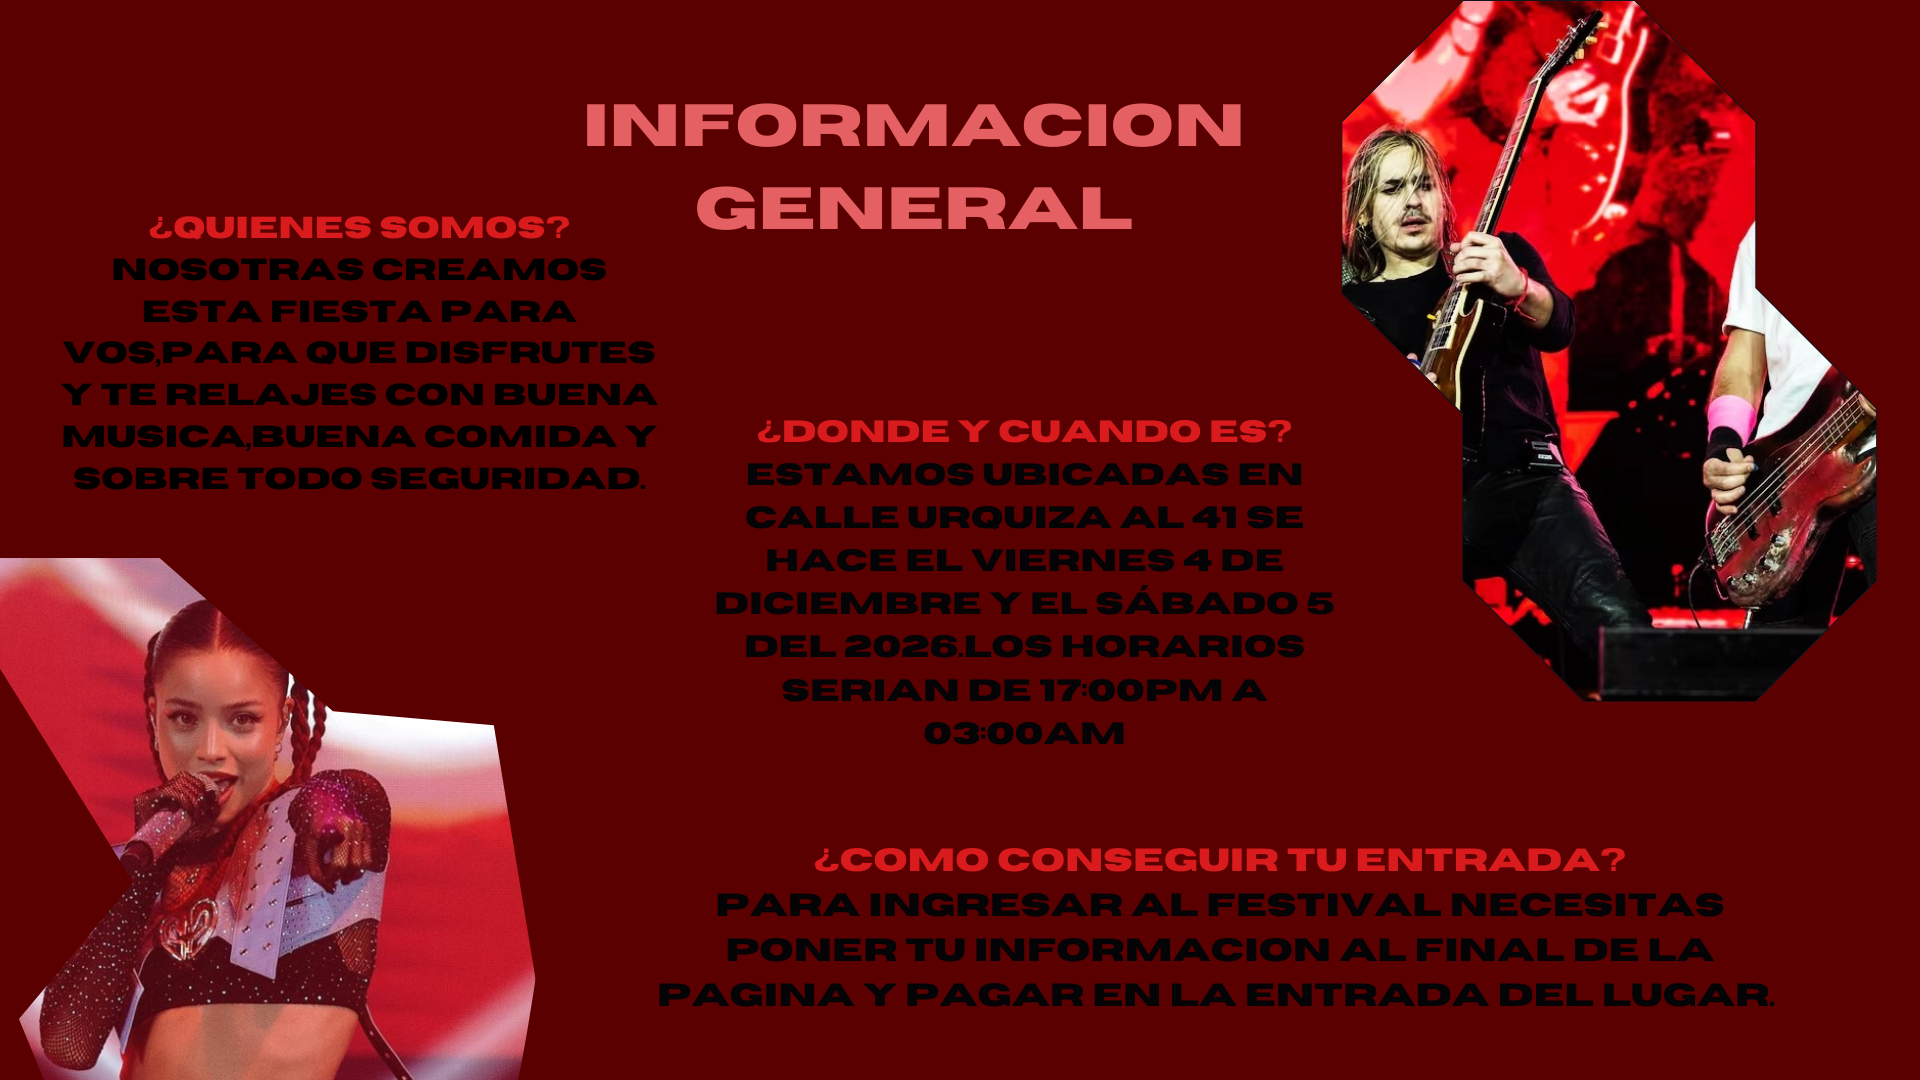 INFORMACION
GENERAL
¿QUIENES SOMOS?
NOSOTRAS CREAMOS
ESTA FIESTA PARA
VOS,PARA QUE DISFRUTES
Y TE RELAJES CON BUENA
MUSICA,BUENA COMIDA Y
SOBRE TODO SEGURIDAD.
¿DONDE Y CUANDO ES?
ESTAMOS UBICADAS EN
CALLE URQUIZA AL 41 SE
HACE EL VIERNES 4 DE
DICIEMBRE Y EL SÁBADO 5
DEL 2026.LOS HORARIOS
SERIAN DE 17:00PM A
03:00AM
¿COMO CONSEGUIR TU ENTRADA?
PARA INGRESAR AL FESTIVAL NECESITAS
PONER TU INFORMACION AL FINAL DE LA
PAGINA Y PAGAR EN LA ENTRADA DEL LUGAR.